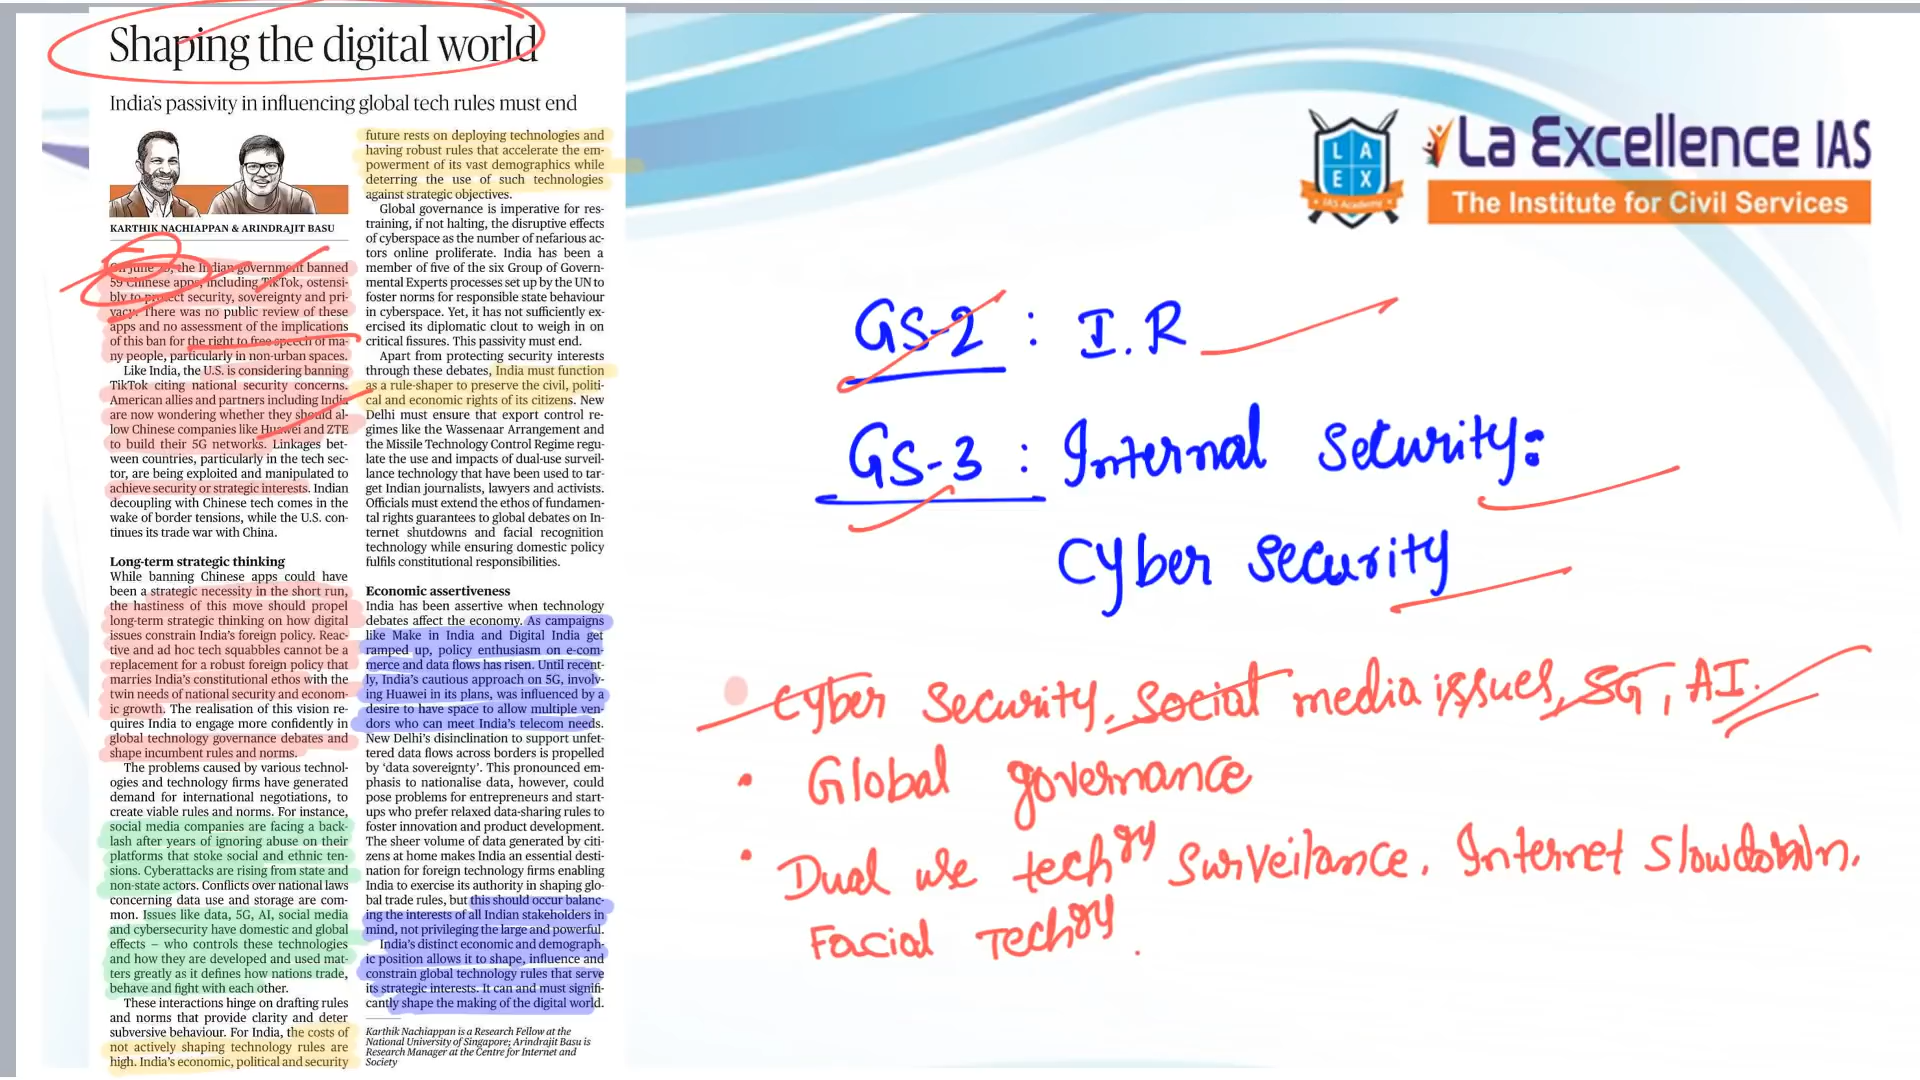 Shaping the digital world
India's passivity in influencing global tech rules must end
KARTHIK NACHIAPPAN & ARINDRAJIT BASU
On June 29, the Indian government banned
59 Chinese apps, including TikTok, ostensi-
bly to protect security, sovereignty and pri-
vacy. There was no public review of these
apps and no assessment of the implications
of this ban for the right to free speech of ma-
ny people, particularly in non-urban spaces.
Like India, the U.S. is considering banning
TikTok citing national security concerns.
American allies and partners including India
are now wondering whether they should al-
low Chinese companies like Huawei and ZTE
to build their 5G networks. Linkages bet-
ween countries, particularly in the tech sec-
tor, are being exploited and manipulated to
achieve security or strategic interests. Indian
decoupling with Chinese tech comes in the
wake of border tensions, while the U.S. con-
tinues its trade war with China.
Long-term strategic thinking
While banning Chinese apps could have
been a strategic necessity in the short run,
the hastiness of this move should propel
long-term strategic thinking on how digital
issues constrain India's foreign policy. Reac-
tive and ad hoc tech squabbles cannot be a
replacement for a robust foreign policy that
marries India's constitutional ethos with the
twin needs of national security and econom-
ic growth. The realisation of this vision re-
quires India to engage more confidently in
global technology governance debates and
shape incumbent rules and norms.
The problems caused by various technol-
ogies and technology firms have generated
demand for international negotiations, to
create viable rules and norms. For instance,
social media companies are facing a back-
lash after years of ignoring abuse on their
platforms that stoke social and ethnic ten-
sions. Cyberattacks are rising from state and
non-state actors. Conflicts over national laws
concerning data use and storage are com-
mon. Issues like data, 5G, AI, social media
and cybersecurity have domestic and global
effects – who controls these technologies
and how they are developed and used mat-
ters greatly as it defines how nations trade,
behave and fight with each other.
These interactions hinge on drafting rules
and norms that provide clarity and deter
subversive behaviour. For India, the costs of
not actively shaping technology rules are
high. India's economic, political and security
future rests on deploying technologies and
having robust rules that accelerate the em-
powerment of its vast demographics while
deterring the use of such technologies
against strategic objectives.
Global governance is imperative for res-
training, if not halting, the disruptive effects
of cyberspace as the number of nefarious ac-
tors online proliferate. India has been a
member of five of the six Group of Govern-
mental Experts processes set up by the UN to
foster norms for responsible state behaviour
in cyberspace. Yet, it has not sufficiently ex-
ercised its diplomatic clout to weigh in on
critical fissures. This passivity must end.
Apart from protecting security interests
through these debates, India must function
as a rule-shaper to preserve the civil, politi-
cal and economic rights of its citizens. New
Delhi must ensure that export control re-
gimes like the Wassenaar Arrangement and
the Missile Technology Control Regime regu-
late the use and impacts of dual-use surveil-
lance technology that have been used to tar-
get Indian journalists, lawyers and activists.
Officials must extend the ethos of fundamen-
tal rights guarantees to global debates on In-
ternet shutdowns and facial recognition
technology while ensuring domestic policy
fulfils constitutional responsibilities.
Economic assertiveness
India has been assertive when technology
debates affect the economy. As campaigns
like Make in India and Digital India get
ramped up, policy enthusiasm on e-com-
merce and data flows has risen. Until recent-
ly, India's cautious approach on 5G, involv-
ing Huawei in its plans, was influenced by a
desire to have space to allow multiple ven-
dors who can meet India's telecom needs.
New Delhi's disinclination to support unfet-
tered data flows across borders is propelled
by 'data sovereignty'. This pronounced em-
phasis to nationalise data, however, could
pose problems for entrepreneurs and start-
ups who prefer relaxed data-sharing rules to
foster innovation and product development.
The sheer volume of data generated by citi-
zens at home makes India an essential desti-
nation for foreign technology firms enabling
India to exercise its authority in shaping glo-
bal trade rules, but this should occur balanc-
ing the interests of all Indian stakeholders in
mind, not privileging the large and powerful.
India's distinct economic and demograph-
ic position allows it to shape, influence and
constrain global technology rules that serve
its strategic interests. It can and must signifi-
cantly shape the making of the digital world.
Karthik Nachiappan is a Research Fellow at the
National University of Singapore; Arindrajit Basu is
Research Manager at the Centre for Internet and
Society
LA
EX
IAS Academy
La Excellence IAS
The Institute for Civil Services
GS-2 : I.R
GS-3 : Internal Security:
Cyber Security
Cyber Security, Social media issues, 5G, AI.
• Global governance
• Dual use techgy Surveilance. Internet Slowdown.
Facial Techgy.